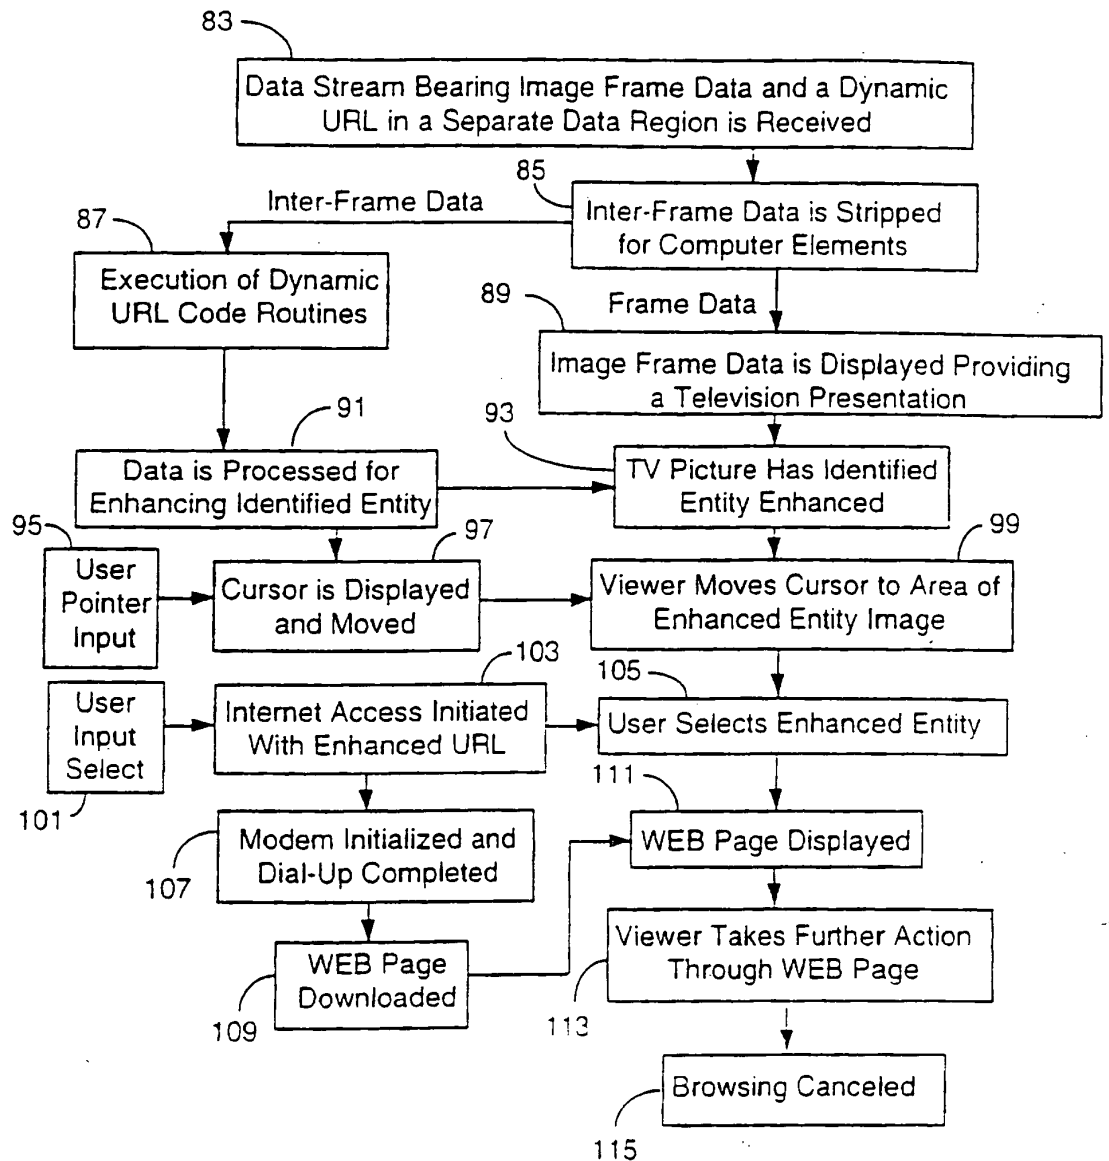 83
Data Stream Bearing Image Frame Data and a Dynamic
URL in a Separate Data Region is Received
85
Inter-Frame Data
Inter-Frame Data is Stripped
for Computer Elements
87
Execution of Dynamic
URL Code Routines
89
Frame Data
Image Frame Data is Displayed Providing
a Television Presentation
91
93
Data is Processed for
Enhancing Identified Entity
TV Picture Has Identified
Entity Enhanced
95
97
99
User
Pointer
Input
Cursor is Displayed
and Moved
Viewer Moves Cursor to Area of
Enhanced Entity Image
103
105
User
Input
Select
Internet Access Initiated
With Enhanced URL
User Selects Enhanced Entity
101
111
Modem Initialized and
Dial-Up Completed
107
WEB Page Displayed
WEB Page
Downloaded
109
Viewer Takes Further Action
Through WEB Page
113
Browsing Canceled
115